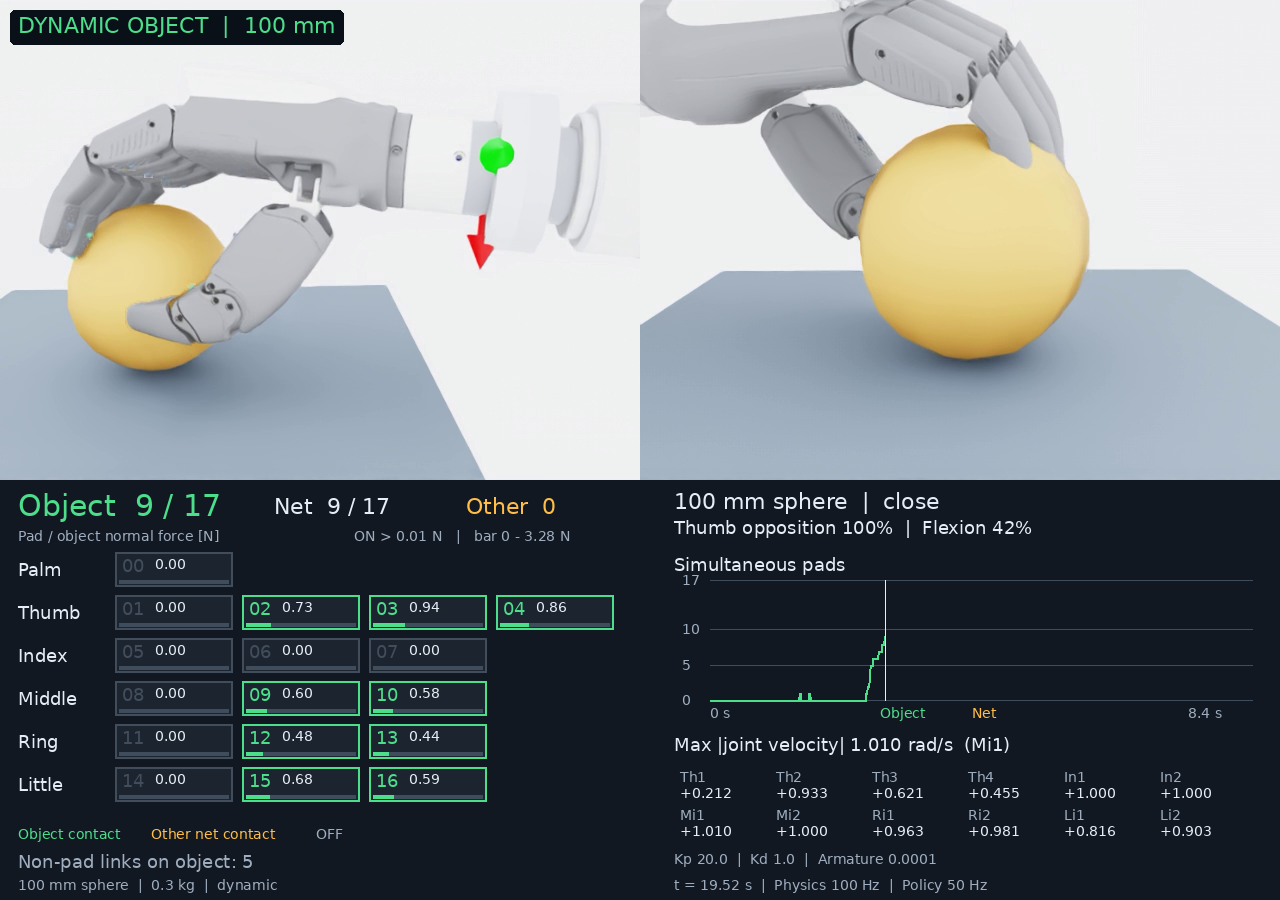 DYNAMIC OBJECT | 100 mm
Object 9 / 17 Net 9 / 17 Other 0
Pad / object normal force [N] ON > 0.01 N | bar 0 - 3.28 N
Palm 00 0.00
Thumb 01 0.00 02 0.73 03 0.94 04 0.86
Index 05 0.00 06 0.00 07 0.00
Middle 08 0.00 09 0.60 10 0.58
Ring 11 0.00 12 0.48 13 0.44
Little 14 0.00 15 0.68 16 0.59
Object contact Other net contact OFF
Non-pad links on object: 5
100 mm sphere | 0.3 kg | dynamic
100 mm sphere | close
Thumb opposition 100% | Flexion 42%
Simultaneous pads
17
10
5
0
0 s Object Net 8.4 s
Max |joint velocity| 1.010 rad/s (Mi1)
Th1 Th2 Th3 Th4 In1 In2
+0.212 +0.933 +0.621 +0.455 +1.000 +1.000
Mi1 Mi2 Ri1 Ri2 Li1 Li2
+1.010 +1.000 +0.963 +0.981 +0.816 +0.903
Kp 20.0 | Kd 1.0 | Armature 0.0001
t = 19.52 s | Physics 100 Hz | Policy 50 Hz